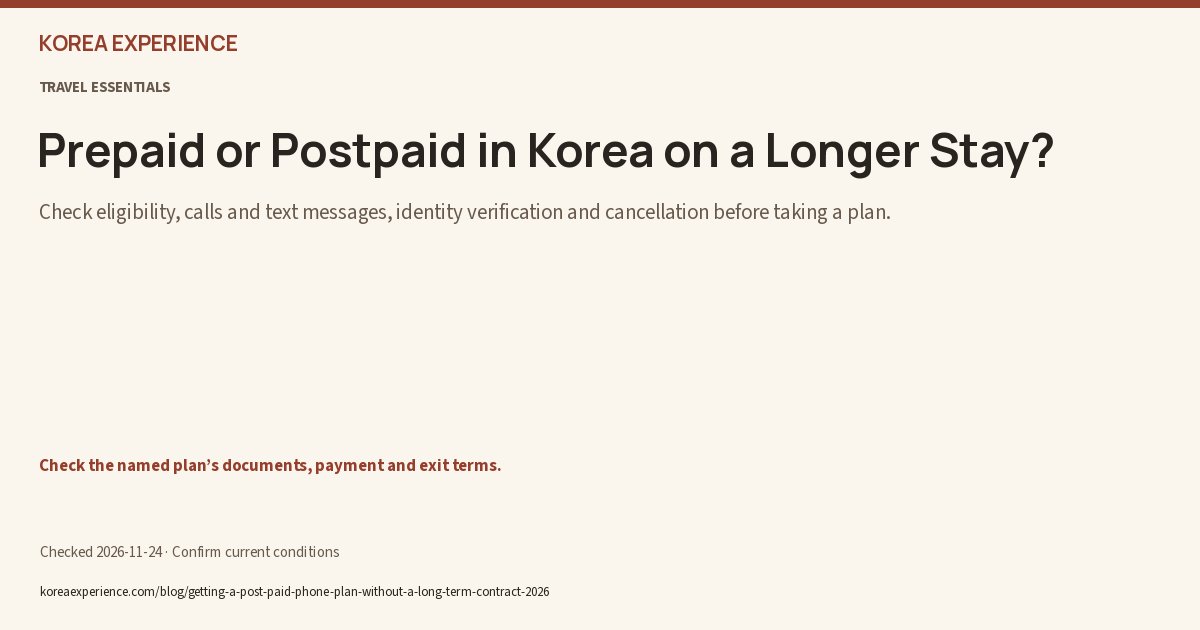 KOREA EXPERIENCE
TRAVEL ESSENTIALS
Prepaid or Postpaid in Korea on a Longer Stay?
Check eligibility, calls and text messages, identity verification and cancellation before taking a plan.
Check the named plan’s documents, payment and exit terms.
Checked 2026-11-24 · Confirm current conditions
koreaexperience.com/blog/getting-a-post-paid-phone-plan-without-a-long-term-contract-2026